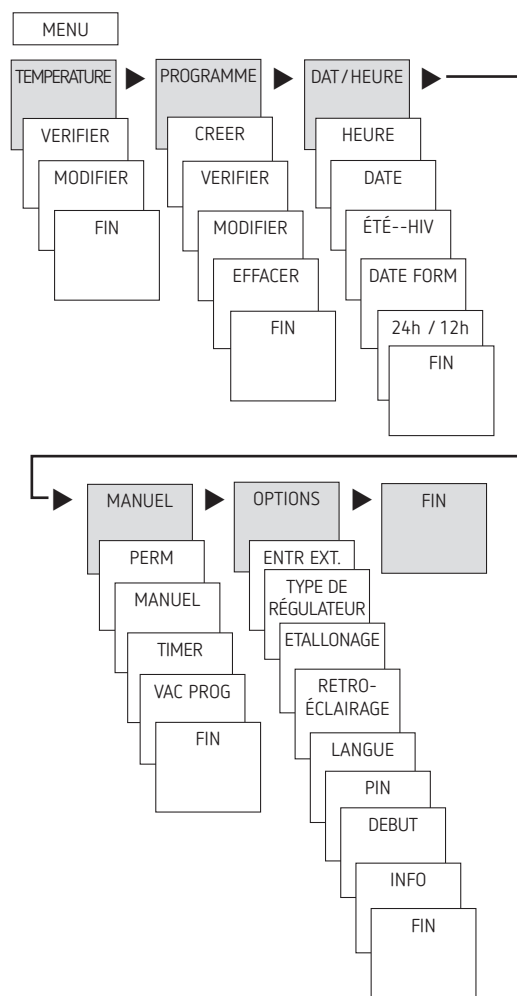 MENU
TEMPERATURE
VERIFIER
MODIFIER
FIN
PROGRAMME
CREER
VERIFIER
MODIFIER
EFFACER
FIN
DAT / HEURE
HEURE
DATE
ÉTÉ--HIV
DATE FORM
24h / 12h
FIN
MANUEL
PERM
MANUEL
TIMER
VAC PROG
FIN
OPTIONS
ENTR EXT.
TYPE DE
RÉGULATEUR
ETALLONAGE
RETRO-
ÉCLAIRAGE
LANGUE
PIN
DEBUT
INFO
FIN
FIN